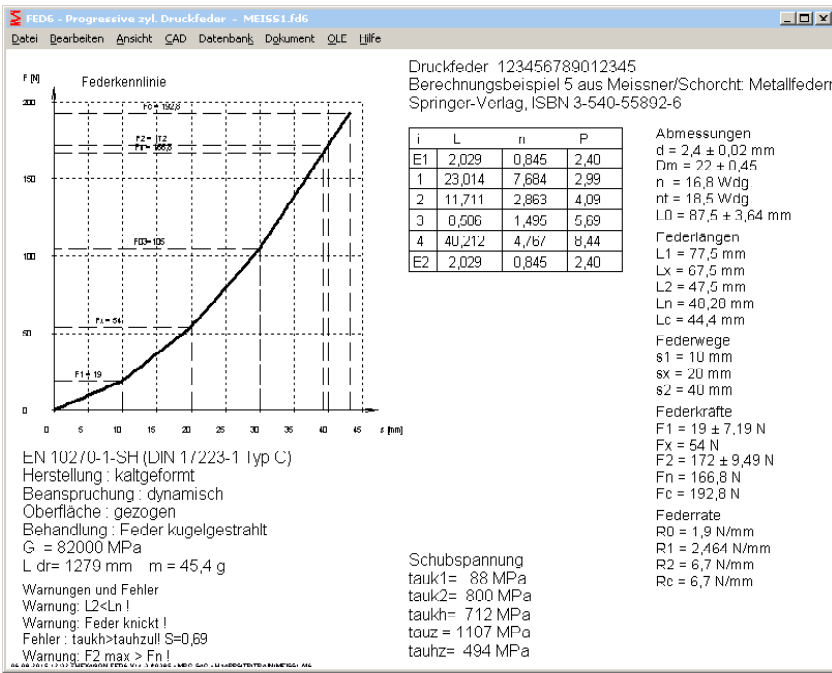 FED6 - Progressive zyl. Druckfeder - MEISS1.fd6
Datei Bearbeiten Ansicht CAD Datenbank Dokument OLE Hilfe
F [N]
Federkennlinie
200
150
100
50
0
Fc = 192,8
Fn = 166,8
F03=105
Fx = 54
F1 = 19
0 5 10 15 20 25 30 35 40 45 s [mm]
Druckfeder 123456789012345
Berechnungsbeispiel 5 aus Meissner/Schorcht: Metallfedern
Springer-Verlag, ISBN 3-540-55892-6
i L n P
E1 2,029 0,845 2,40
1 23,014 7,684 2,99
2 11,711 2,863 4,09
3 8,506 1,495 5,69
4 40,212 4,767 8,44
E2 2,029 0,845 2,40
Abmessungen
d = 2,4 ± 0,02 mm
Dm = 22 ± 0,45
n = 16,8 Wdg.
nt = 18,5 Wdg.
L0 = 87,5 ± 3,64 mm
Federlängen
L1 = 77,5 mm
Lx = 67,5 mm
L2 = 47,5 mm
Ln = 48,28 mm
Lc = 44,4 mm
Federwege
s1 = 10 mm
sx = 20 mm
s2 = 40 mm
Federkräfte
F1 = 19 ± 7,19 N
Fx = 54 N
F2 = 172 ± 9,49 N
Fn = 166,8 N
Fc = 192,8 N
Federrate
R0 = 1,9 N/mm
R1 = 2,464 N/mm
R2 = 6,7 N/mm
Rc = 6,7 N/mm
EN 10270-1-SH (DIN 17223-1 Typ C)
Herstellung : kaltgeformt
Beanspruchung : dynamisch
Oberfläche : gezogen
Behandlung : Feder kugelgestrahlt
G = 82000 MPa
L dr= 1279 mm m = 45,4 g
Warnungen und Fehler
Warnung: L2<Ln !
Warnung: Feder knickt !
Fehler : taukh>tauhzul! S=0,69
Warnung: F2 max > Fn !
Schubspannung
tauk1= 88 MPa
tauk2= 800 MPa
taukh= 712 MPa
tauz = 1107 MPa
tauhz= 494 MPa